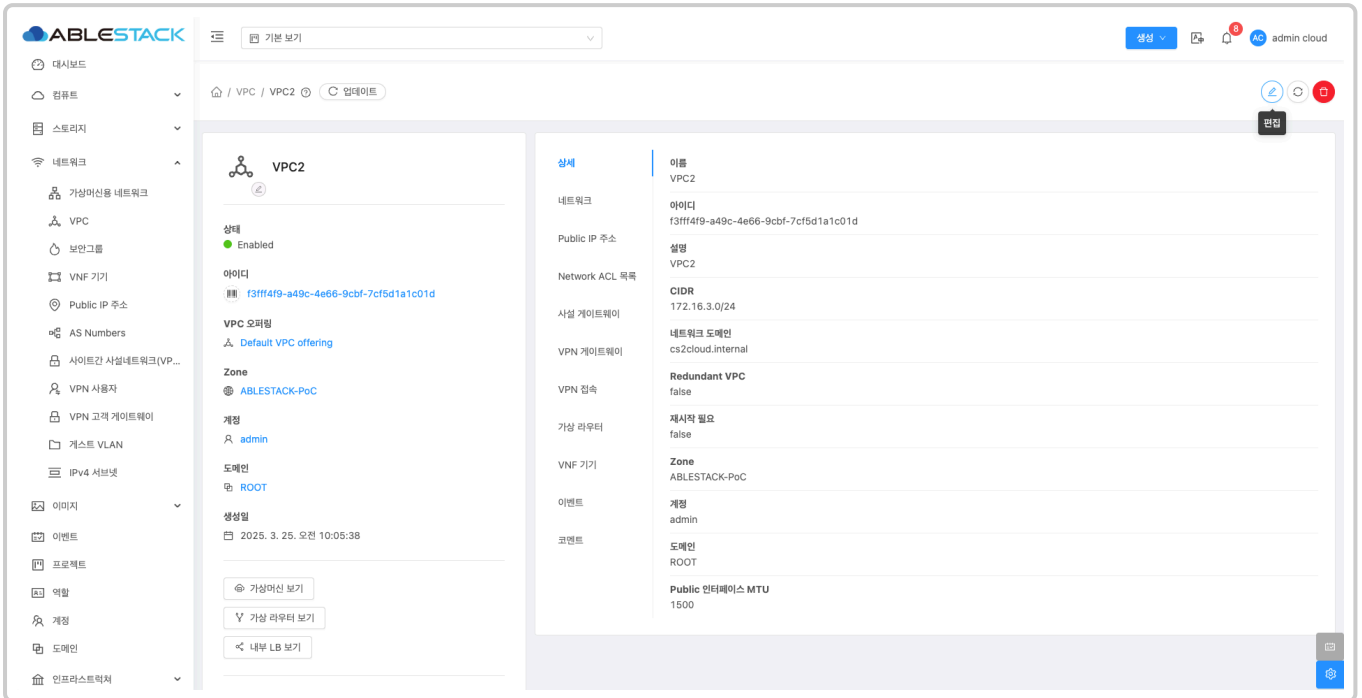 ABLESTACK
기본 보기
생성
8
AC
admin cloud
대시보드
컴퓨트
스토리지
네트워크
가상머신용 네트워크
VPC
보안그룹
VNF 기기
Public IP 주소
AS Numbers
사이트간 사설네트워크(VP...
VPN 사용자
VPN 고객 게이트웨이
게스트 VLAN
IPv4 서브넷
이미지
이벤트
프로젝트
역할
계정
도메인
인프라스트럭쳐
/ VPC / VPC2
업데이트
편집
VPC2
상태
Enabled
아이디
f3fff4f9-a49c-4e66-9cbf-7cf5d1a1c01d
VPC 오퍼링
Default VPC offering
Zone
ABLESTACK-PoC
계정
admin
도메인
ROOT
생성일
2025. 3. 25. 오전 10:05:38
가상머신 보기
가상 라우터 보기
내부 LB 보기
상세
네트워크
Public IP 주소
Network ACL 목록
사설 게이트웨이
VPN 게이트웨이
VPN 접속
가상 라우터
VNF 기기
이벤트
코멘트
이름
VPC2
아이디
f3fff4f9-a49c-4e66-9cbf-7cf5d1a1c01d
설명
VPC2
CIDR
172.16.3.0/24
네트워크 도메인
cs2cloud.internal
Redundant VPC
false
재시작 필요
false
Zone
ABLESTACK-PoC
계정
admin
도메인
ROOT
Public 인터페이스 MTU
1500